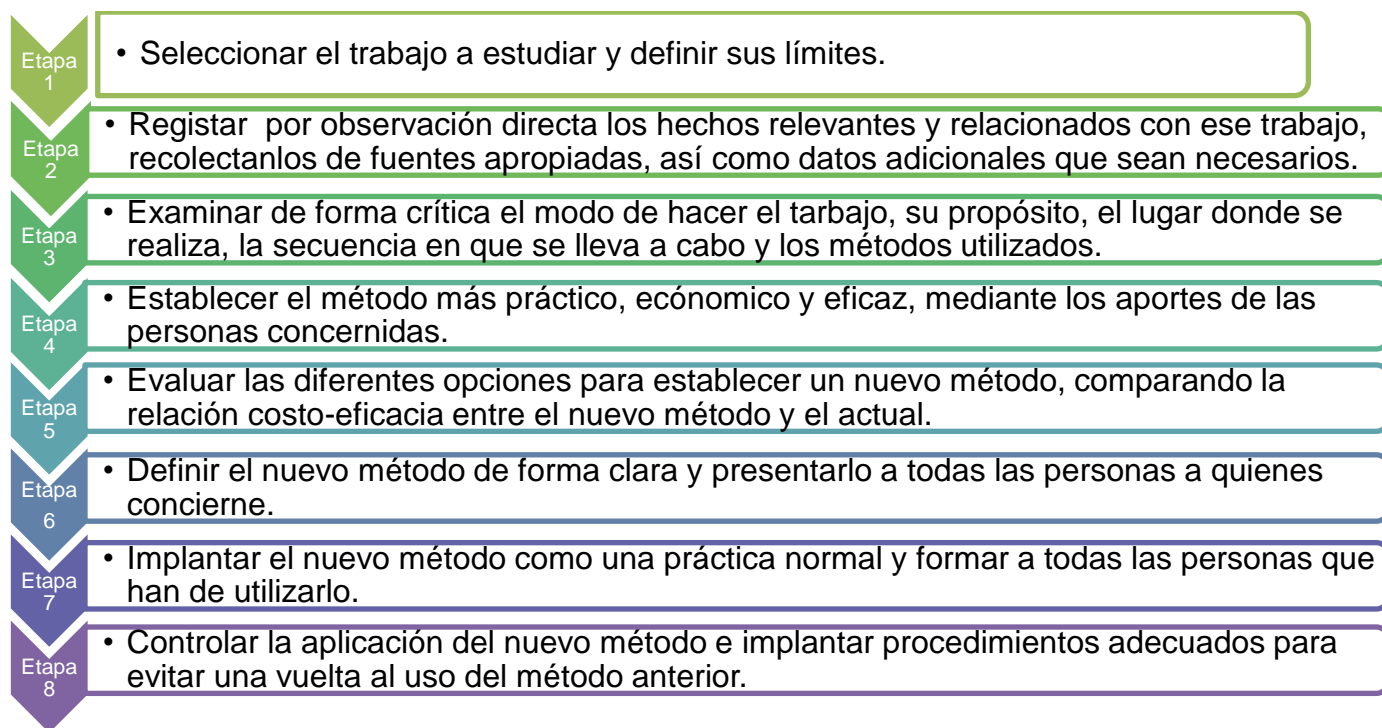 Etapa
1
• Seleccionar el trabajo a estudiar y definir sus límites.
Etapa
2
• Registar  por observación directa los hechos relevantes y relacionados con ese trabajo,
recolectanlos de fuentes apropiadas, así como datos adicionales que sean necesarios.
Etapa
3
• Examinar de forma crítica el modo de hacer el tarbajo, su propósito, el lugar donde se
realiza, la secuencia en que se lleva a cabo y los métodos utilizados.
Etapa
4
• Establecer el método más práctico, ecónomico y eficaz, mediante los aportes de las
personas concernidas.
Etapa
5
• Evaluar las diferentes opciones para establecer un nuevo método, comparando la
relación costo-eficacia entre el nuevo método y el actual.
Etapa
6
• Definir el nuevo método de forma clara y presentarlo a todas las personas a quienes
concierne.
Etapa
7
• Implantar el nuevo método como una práctica normal y formar a todas las personas que
han de utilizarlo.
Etapa
8
• Controlar la aplicación del nuevo método e implantar procedimientos adecuados para
evitar una vuelta al uso del método anterior.